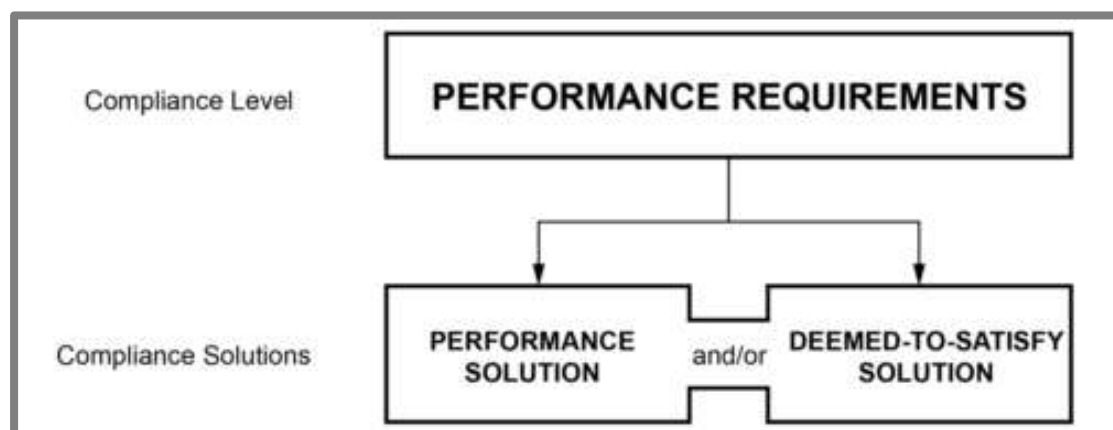 Compliance Level
PERFORMANCE REQUIREMENTS
Compliance Solutions
PERFORMANCE
SOLUTION
and/or
DEEMED-TO-SATISFY
SOLUTION